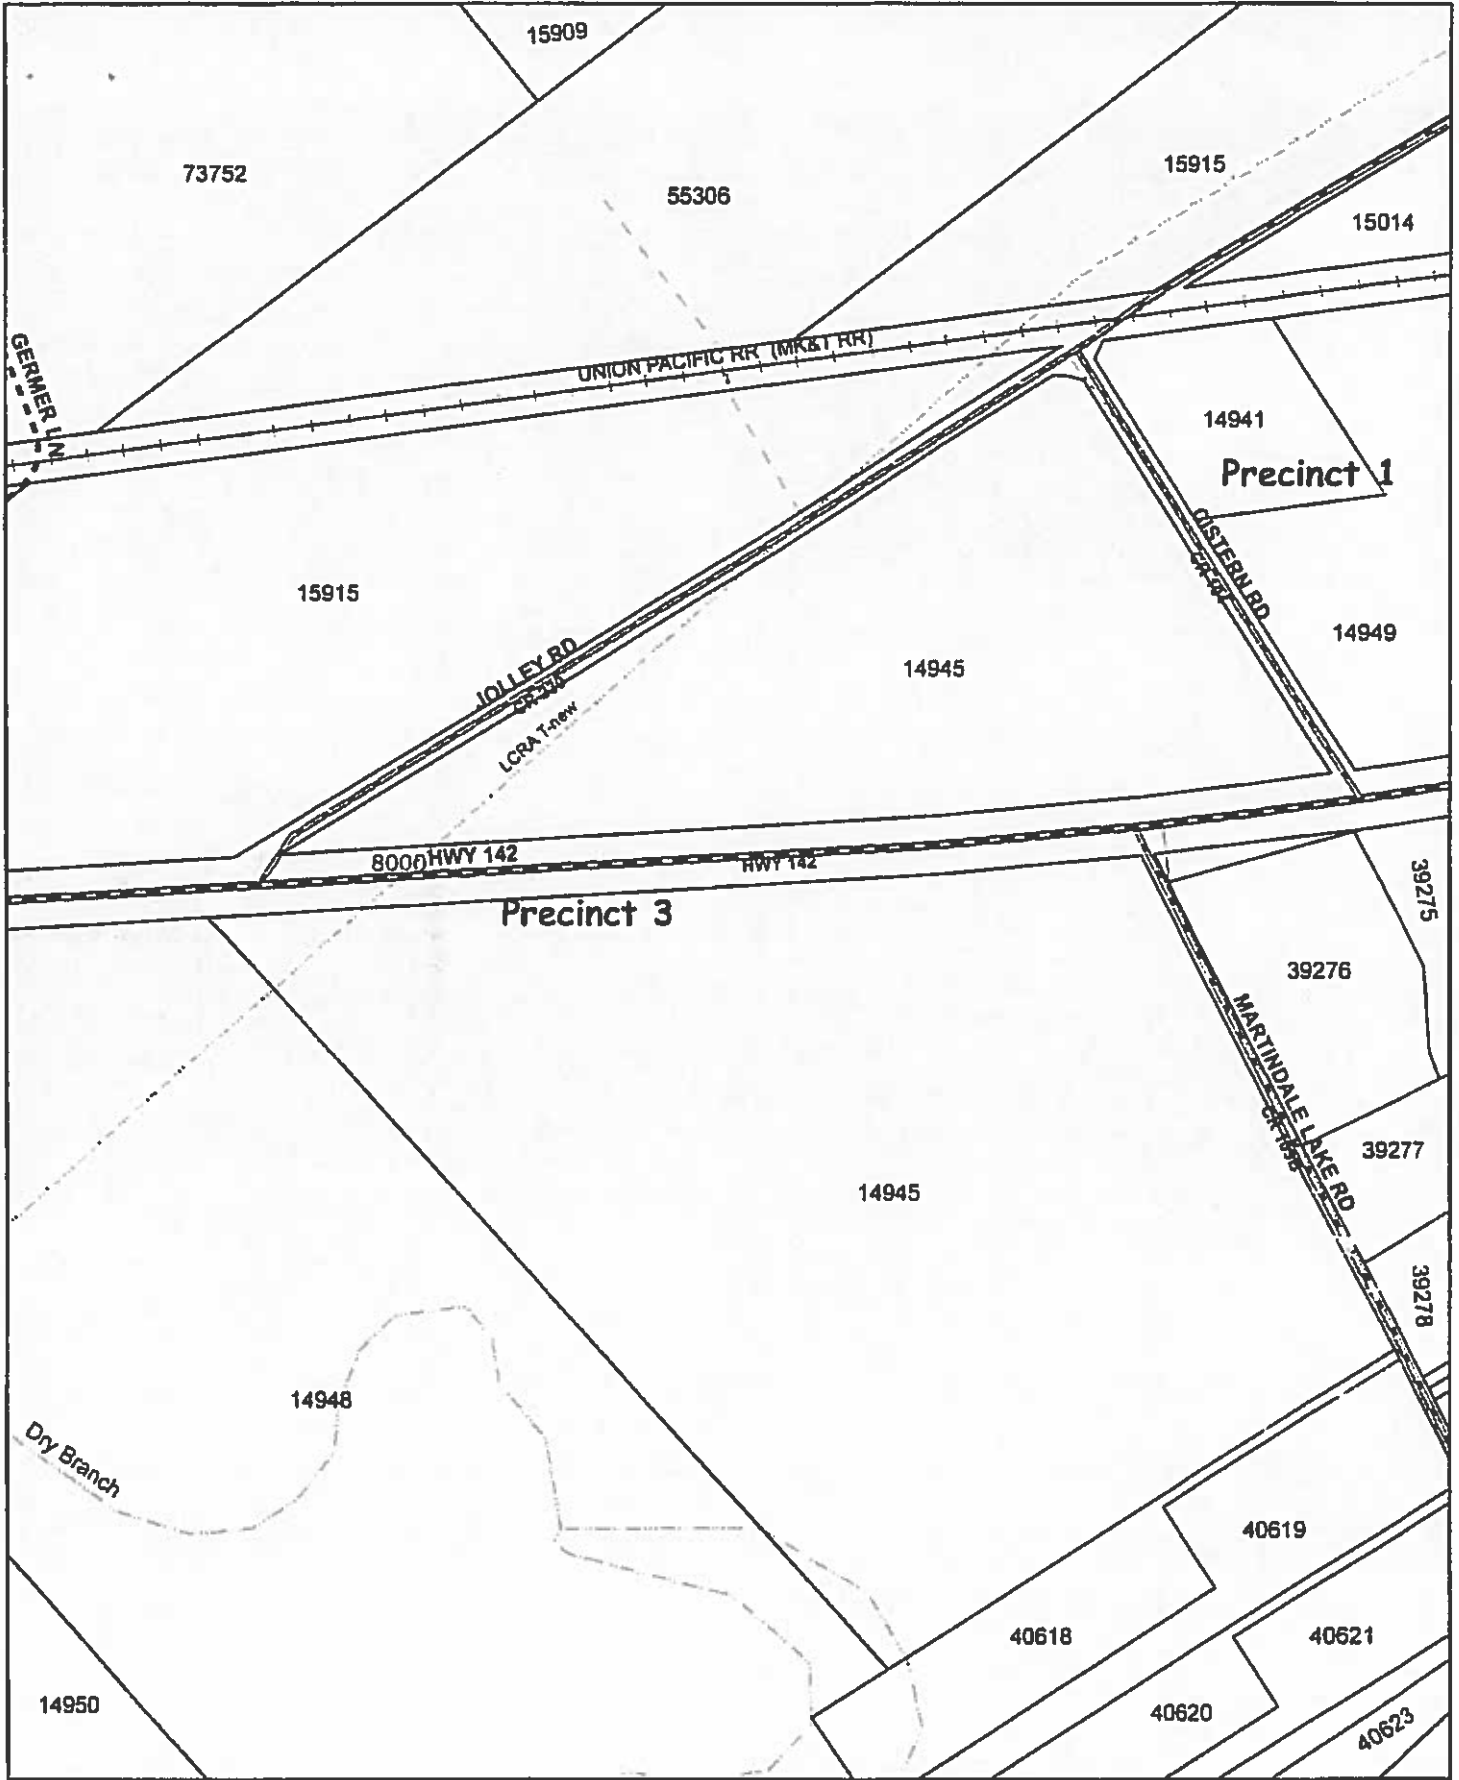 15909
73752
55306
15915
15014
GERMER LN
UNION PACIFIC RR (MK&T RR)
14941
Precinct 1
CISTERN RD
15915
14949
14945
JOLLEY RD
LCRA T-new
8000 HWY 142
HWY 142
Precinct 3
39275
39276
MARTINDALE LAKE RD
39277
14945
39278
14948
Dry Branch
40619
40618
40621
14950
40620
40623